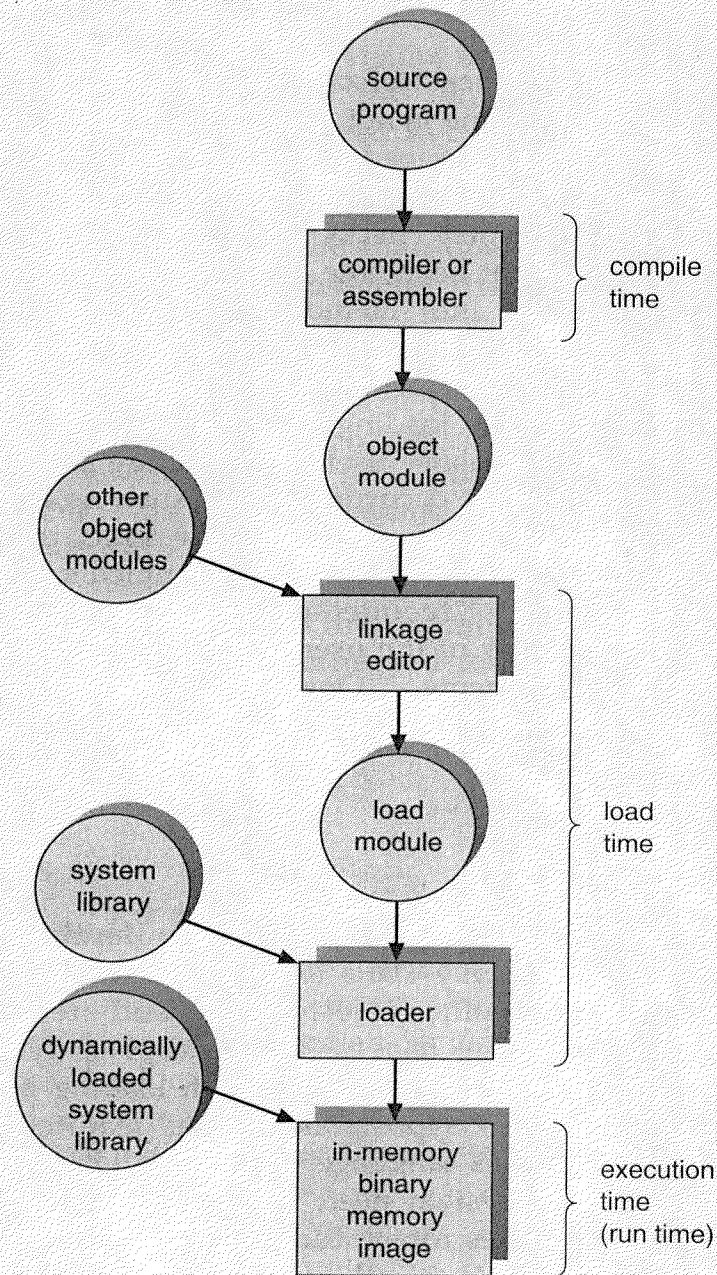 source
program
compiler or
assembler
compile
time
object
module
other
object
modules
linkage
editor
load
module
load
time
system
library
loader
dynamically
loaded
system
library
in-memory
binary
memory
image
execution
time
(run time)